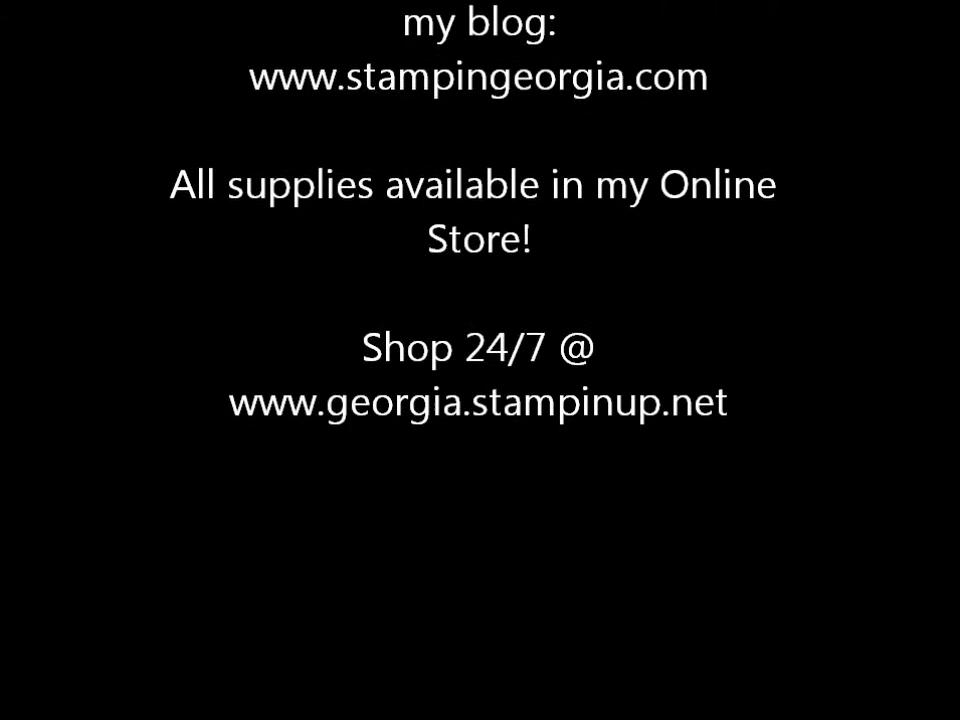 my blog:
www.stampingeorgia.com
All supplies available in my Online
Store!
Shop 24/7 @
www.georgia.stampinup.net